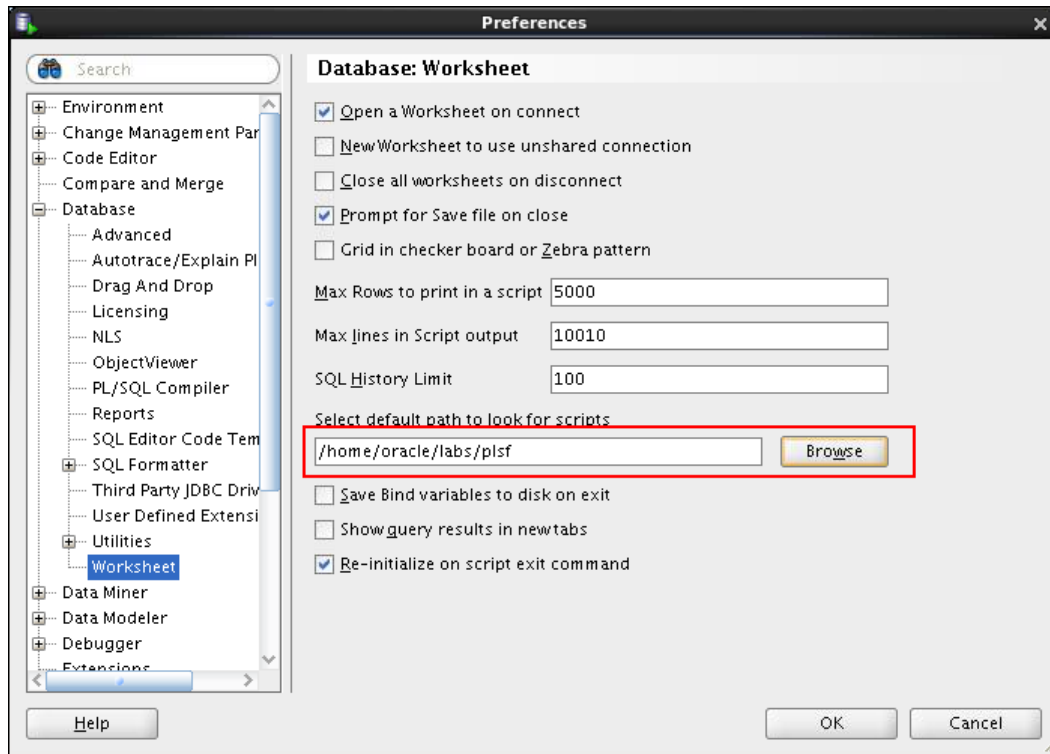 Preferences
Search
Environment
Change Management Par
Code Editor
Compare and Merge
Database
Advanced
Autotrace/Explain Pl
Drag And Drop
Licensing
NLS
ObjectViewer
PL/SQL Compiler
Reports
SQL Editor Code Tem
SQL Formatter
Third Party JDBC Driv
User Defined Extensi
Utilities
Worksheet
Data Miner
Data Modeler
Debugger
Extensions
Database: Worksheet
Open a Worksheet on connect
New Worksheet to use unshared connection
Close all worksheets on disconnect
Prompt for Save file on close
Grid in checker board or Zebra pattern
Max Rows to print in a script 5000
Max lines in Script output 10010
SQL History Limit 100
Select default path to look for scripts
/home/oracle/labs/plsf Browse
Save Bind variables to disk on exit
Show query results in new tabs
Re-initialize on script exit command
Help OK Cancel